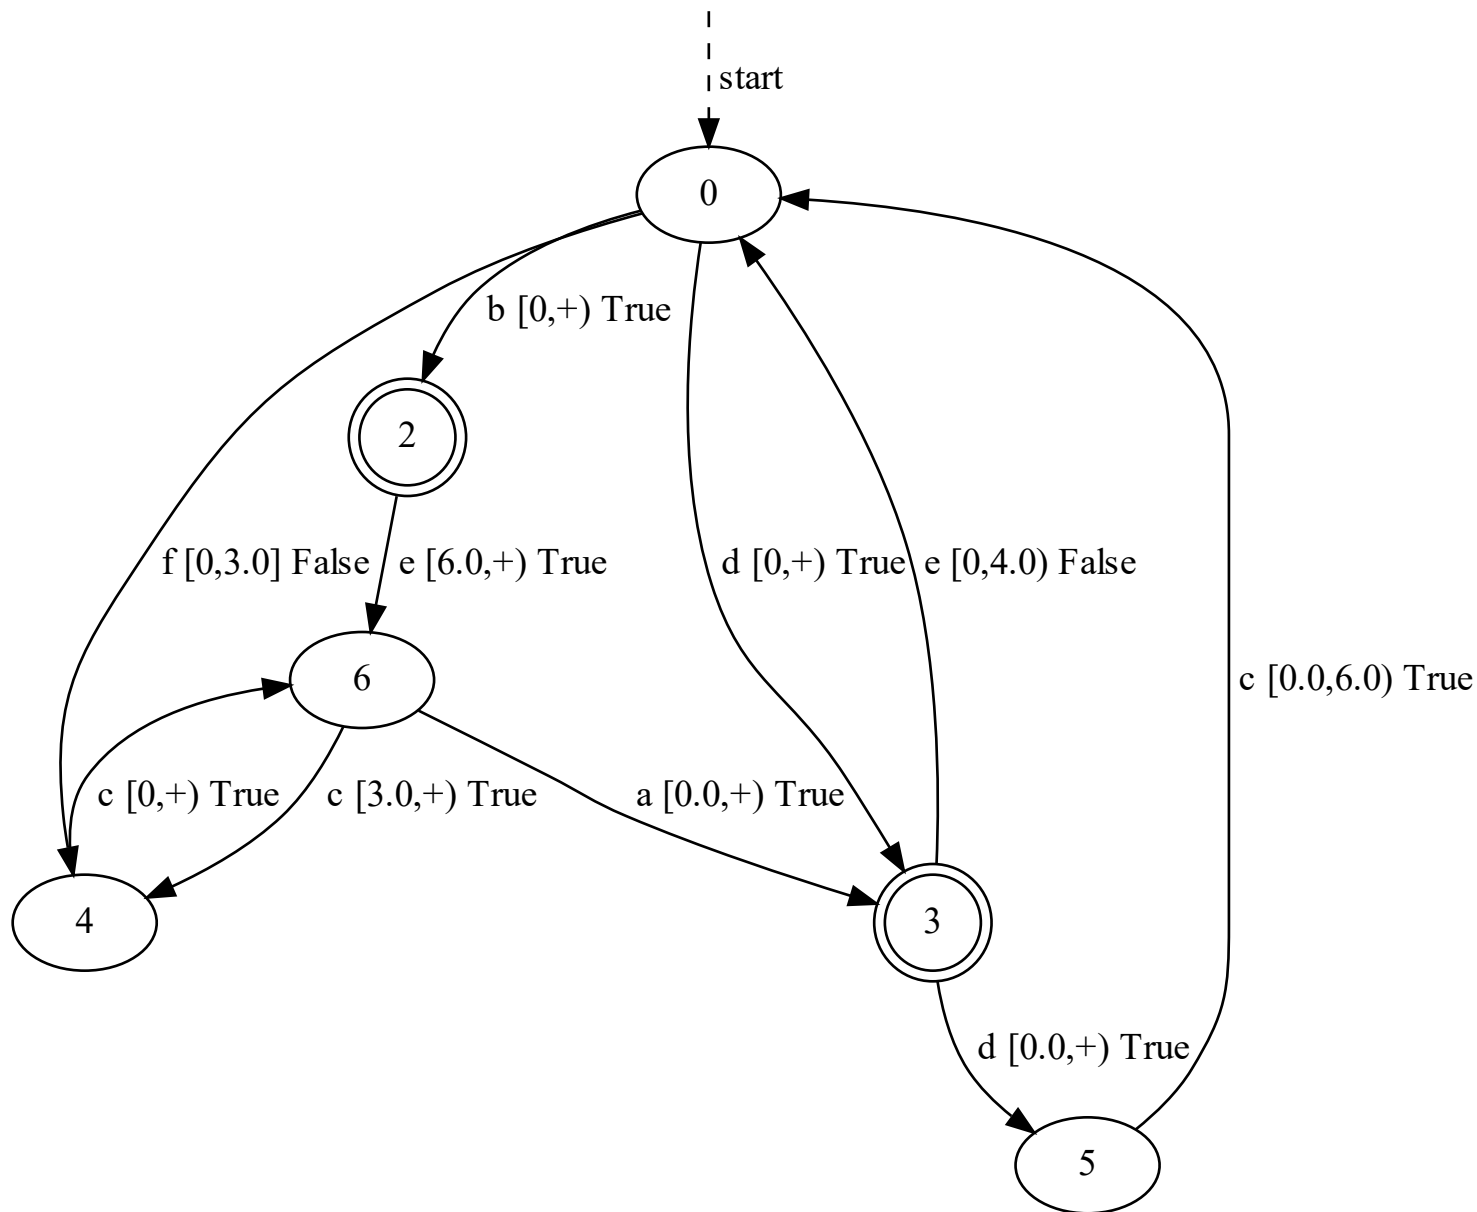 start
0
b [0,+) True
2
f [0,3.0] False
e [6.0,+) True
d [0,+) True
e [0,4.0) False
6
c [0.0,6.0) True
c [0,+) True
c [3.0,+) True
a [0.0,+) True
4
3
d [0.0,+) True
5